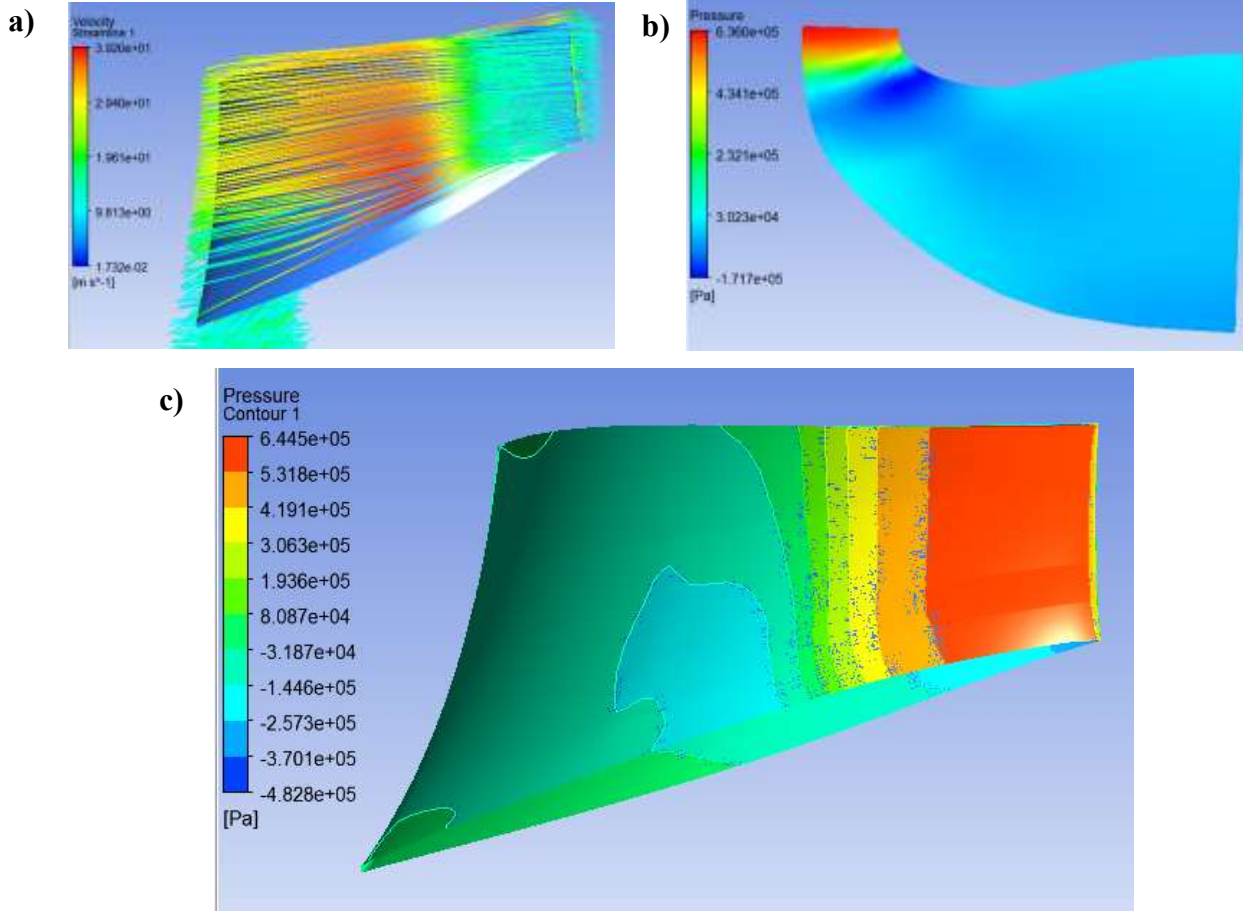 a)
Velocity
Streamline 1
3.920e+01
2.940e+01
1.961e+01
9.813e+00
1.732e-02
[m s^-1]
b)
Pressure
6.360e+05
4.341e+05
2.321e+05
3.023e+04
-1.717e+05
[Pa]
c)
Pressure
Contour 1
6.445e+05
5.318e+05
4.191e+05
3.063e+05
1.936e+05
8.087e+04
-3.187e+04
-1.446e+05
-2.573e+05
-3.701e+05
-4.828e+05
[Pa]